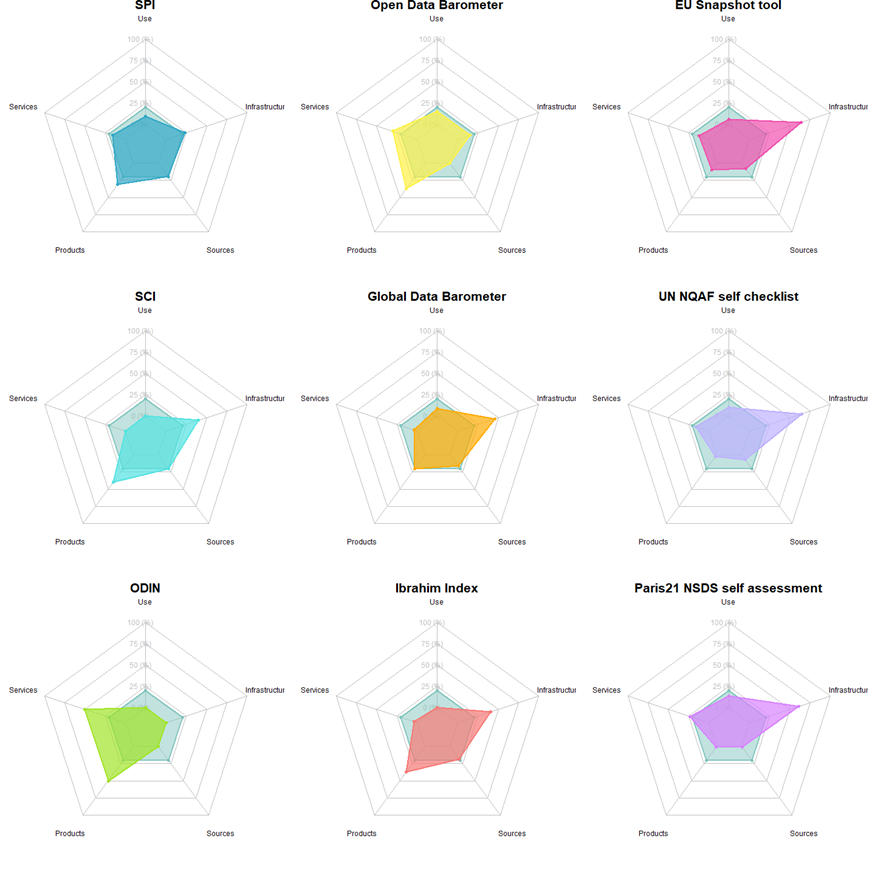 SPI
Use
100 (%)
75 (%)
50 (%)
25 (%)
Services
Infrastructur
Products
Sources
Open Data Barometer
Use
100 (%)
75 (%)
50 (%)
25 (%)
Services
Infrastructur
Products
Sources
EU Snapshot tool
Use
100 (%)
75 (%)
50 (%)
25 (%)
Services
Infrastructur
Products
Sources
SCI
Use
100 (%)
75 (%)
50 (%)
25 (%)
0 (%)
Services
Infrastructur
Products
Sources
Global Data Barometer
Use
100 (%)
75 (%)
50 (%)
25 (%)
Services
Infrastructur
Products
Sources
UN NQAF self checklist
Use
100 (%)
75 (%)
50 (%)
25 (%)
Services
Infrastructur
Products
Sources
ODIN
Use
100 (%)
75 (%)
50 (%)
25 (%)
0 (%)
Services
Infrastructur
Products
Sources
Ibrahim Index
Use
100 (%)
75 (%)
50 (%)
25 (%)
0 (%)
Services
Infrastructur
Products
Sources
Paris21 NSDS self assessment
Use
100 (%)
75 (%)
50 (%)
25 (%)
Services
Infrastructur
Products
Sources